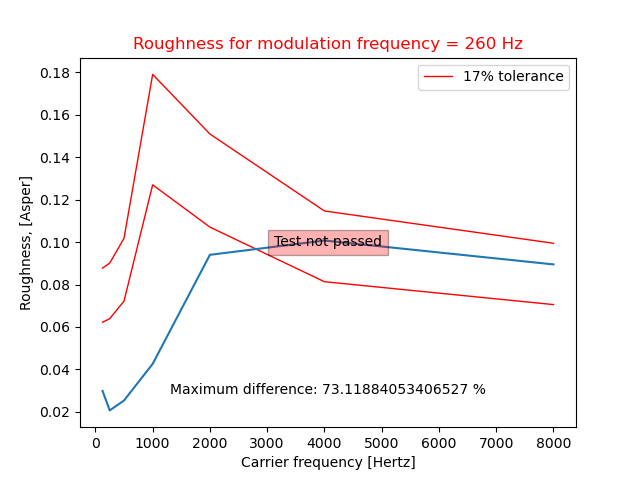 Roughness for modulation frequency = 260 Hz
17% tolerance
0.18
0.16
0.14
0.12
0.10
0.08
0.06
0.04
0.02
Roughness, [Asper]
Test not passed
Maximum difference: 73.11884053406527 %
0 1000 2000 3000 4000 5000 6000 7000 8000
Carrier frequency [Hertz]